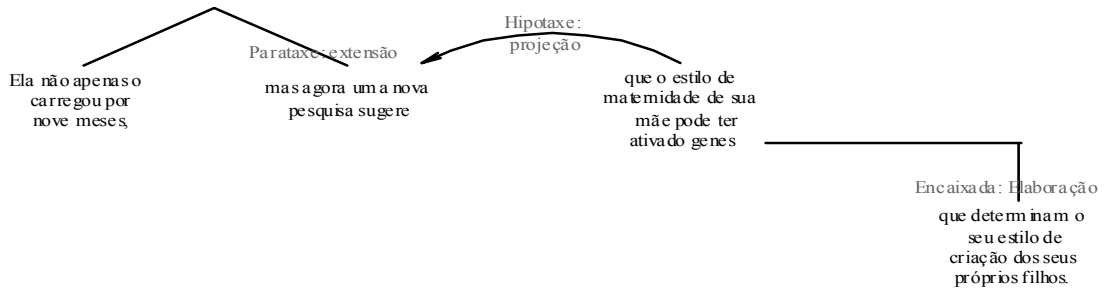 Hipotaxe:
projeção
Parataxe: extensão
Ela não apenas o
carregou por
nove meses,
mas agora uma nova
pesquisa sugere
que o estilo de
maternidade de sua
mãe pode ter
ativado genes
Encaixada: Elaboração
que determinam o
seu estilo de
criação dos seus
próprios filhos.